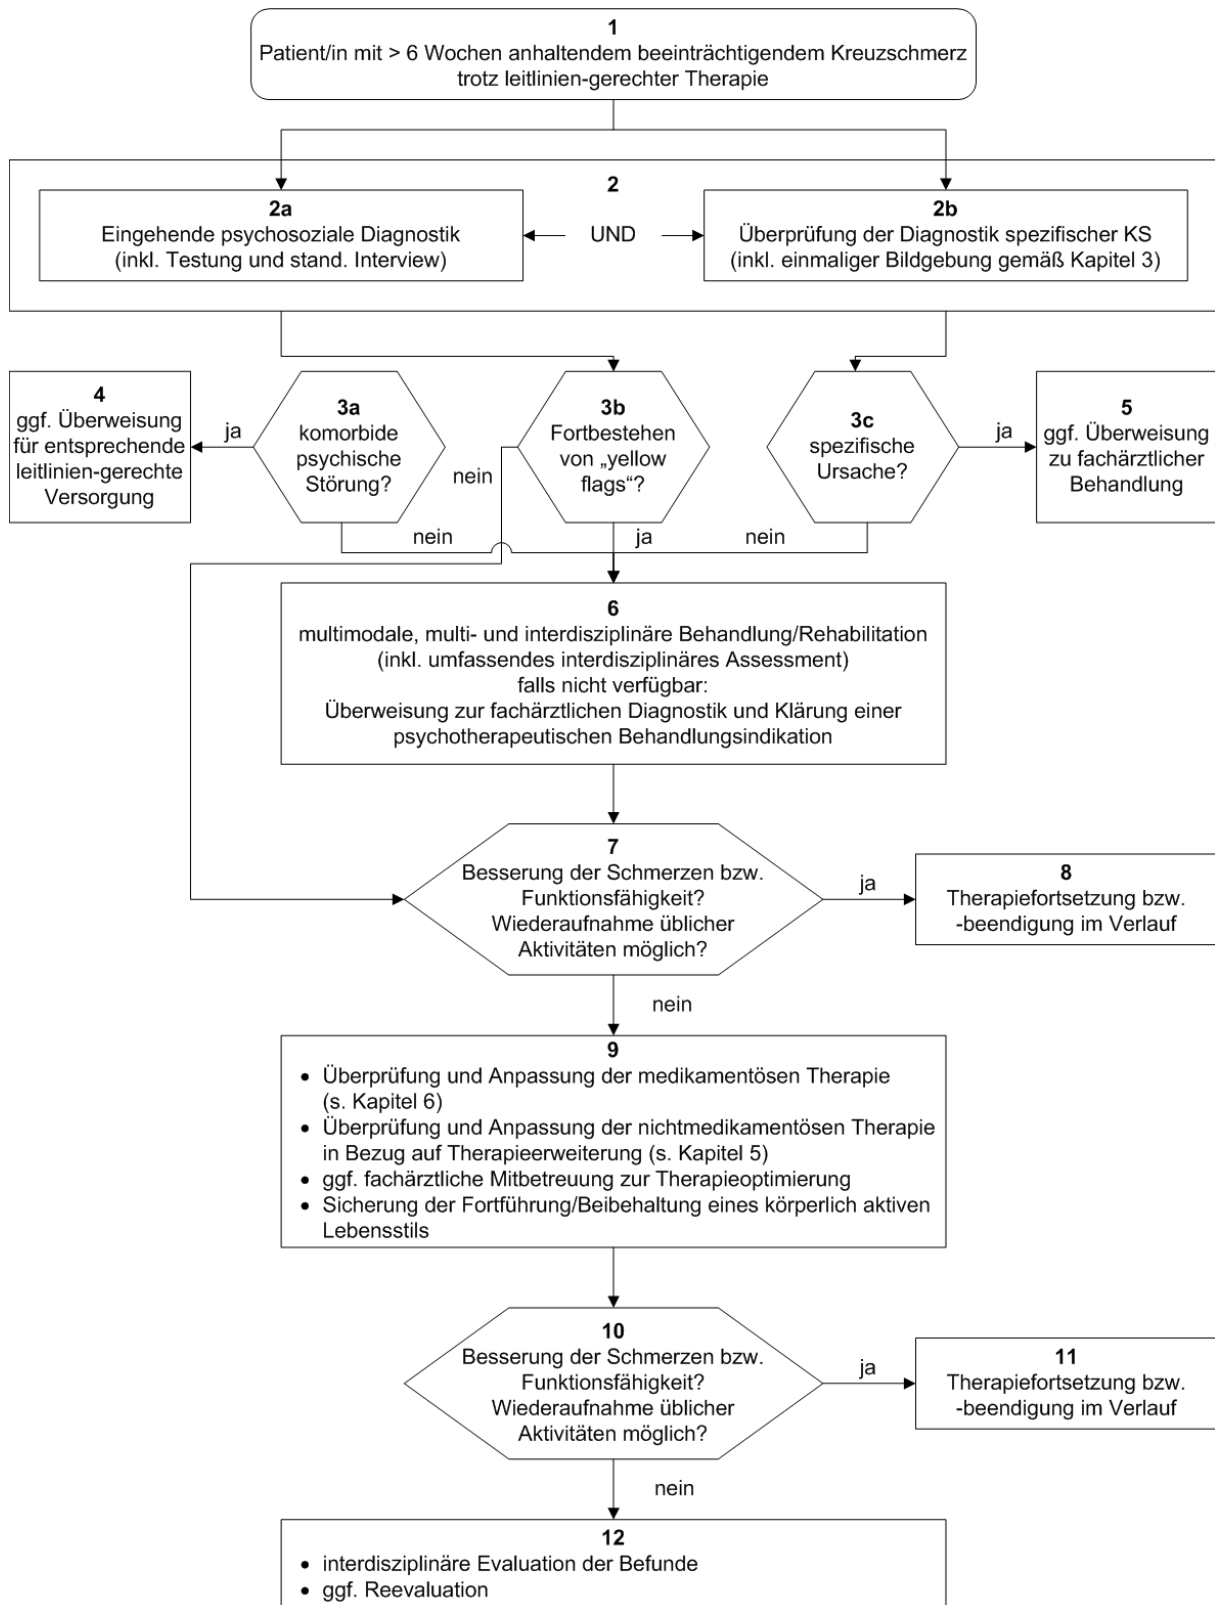 1
Patient/in mit > 6 Wochen anhaltendem beeinträchtigendem Kreuzschmerz
trotz leitlinien-gerechter Therapie
2
2a
Eingehende psychosoziale Diagnostik
(inkl. Testung und stand. Interview)
UND
2b
Überprüfung der Diagnostik spezifischer KS
(inkl. einmaliger Bildgebung gemäß Kapitel 3)
4
ggf. Überweisung
für entsprechende
leitlinien-gerechte
Versorgung
ja
3a
komorbide
psychische
Störung?
nein
nein
3b
Fortbestehen
von „yellow
flags“?
ja
3c
spezifische
Ursache?
nein
ja
5
ggf. Überweisung
zu fachärztlicher
Behandlung
6
multimodale, multi- und interdisziplinäre Behandlung/Rehabilitation
(inkl. umfassendes interdisziplinäres Assessment)
falls nicht verfügbar:
Überweisung zur fachärztlichen Diagnostik und Klärung einer
psychotherapeutischen Behandlungsindikation
7
Besserung der Schmerzen bzw.
Funktionsfähigkeit?
Wiederaufnahme üblicher
Aktivitäten möglich?
ja
8
Therapiefortsetzung bzw.
-beendigung im Verlauf
nein
9
• Überprüfung und Anpassung der medikamentösen Therapie
(s. Kapitel 6)
• Überprüfung und Anpassung der nichtmedikamentösen Therapie
in Bezug auf Therapieerweiterung (s. Kapitel 5)
• ggf. fachärztliche Mitbetreuung zur Therapieoptimierung
• Sicherung der Fortführung/Beibehaltung eines körperlich aktiven
Lebensstils
10
Besserung der Schmerzen bzw.
Funktionsfähigkeit?
Wiederaufnahme üblicher
Aktivitäten möglich?
ja
11
Therapiefortsetzung bzw.
-beendigung im Verlauf
nein
12
• interdisziplinäre Evaluation der Befunde
• ggf. Reevaluation